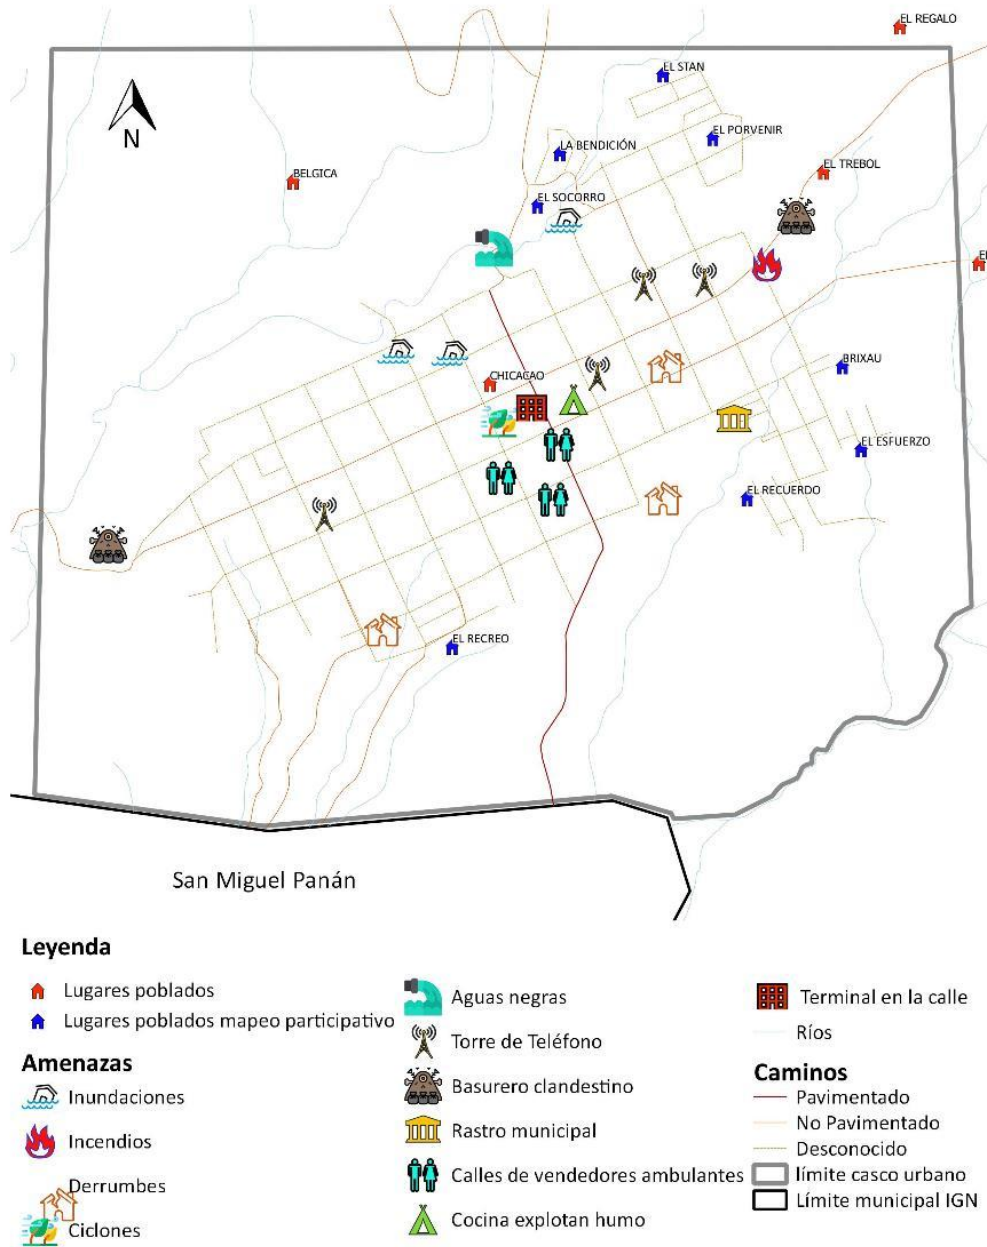 EL REGALO
EL STAN
EL PORVENIR
LA BENDICIÓN
N
BELGICA
EL TREBOL
EL SOCORRO
EL
BRIXAU
CHICACAO
EL ESFUERZO
EL RECUERDO
EL RECREO
San Miguel Panán
Leyenda
Lugares poblados
Lugares poblados mapeo participativo
Amenazas
Inundaciones
Incendios
Derrumbes
Ciclones
Aguas negras
Torre de Teléfono
Basurero clandestino
Rastro municipal
Calles de vendedores ambulantes
Cocina explotan humo
Terminal en la calle
Ríos
Caminos
Pavimentado
No Pavimentado
Desconocido
límite casco urbano
Límite municipal IGN